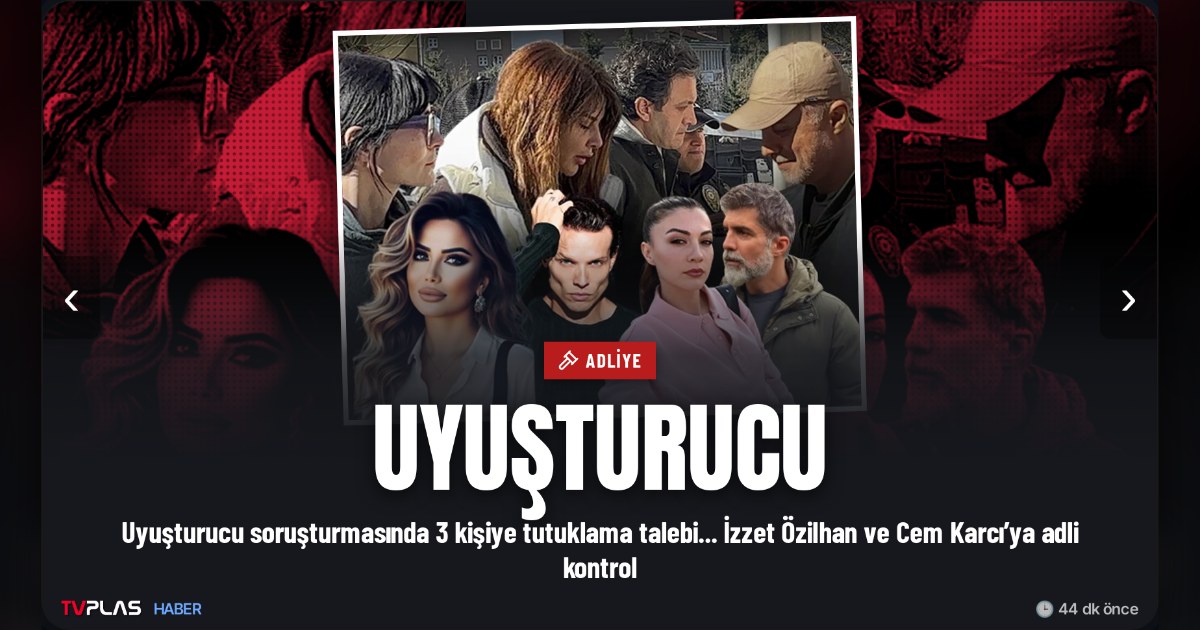 ADLİYE
UYUŞTURUCU
Uyuşturucu soruşturmasında 3 kişiye tutuklama talebi... İzzet Özilhan ve Cem Karcı’ya adli
kontrol
TVPLAS HABER
44 dk önce